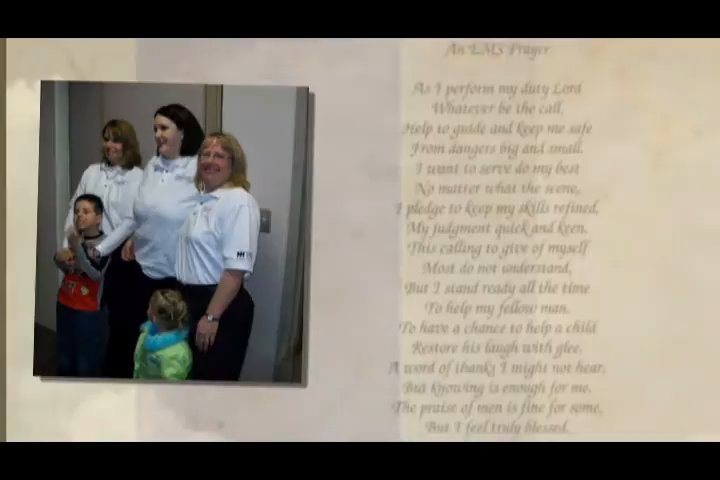 An EMS Prayer
As I perform my duty Lord
Whatever be the call,
Help to guide and keep me safe
From dangers big and small.
I want to serve do my best
No matter what the scene,
I pledge to keep my skills refined,
My judgment quick and keen.
This calling to give of myself
Most do not understand,
But I stand ready all the time
To help my fellow man.
To have a chance to help a child
Restore his laugh with glee.
A word of thanks I might not hear,
But knowing is enough for me.
The praise of men is fine for some,
But I feel truly blessed.